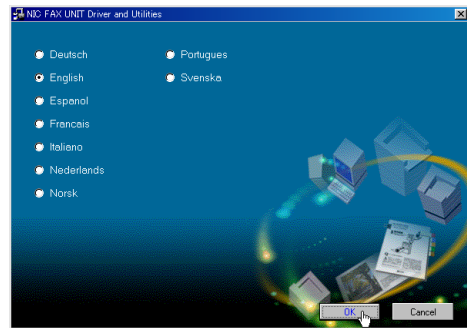 NIC FAX UNIT Driver and Utilities
Deutsch
English
Espanol
Francais
Italiano
Nederlands
Norsk
Portugues
Svenska
OK
Cancel